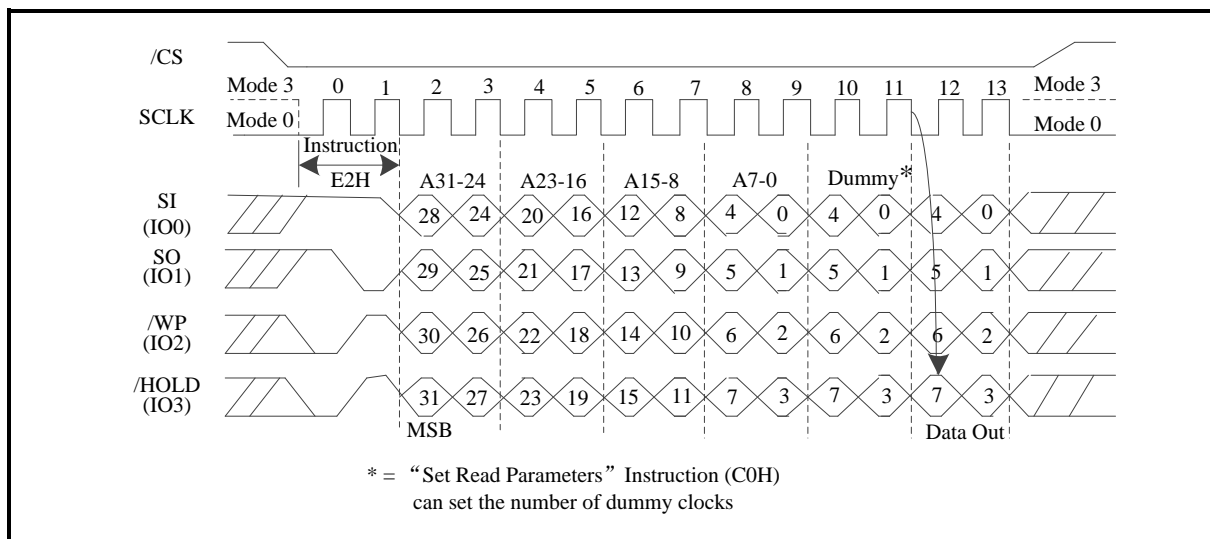 /CS
Mode 3 0 1 2 3 4 5 6 7 8 9 10 11 12 13 Mode 3
SCLK Mode 0 Mode 0
Instruction
E2H A31-24 A23-16 A15-8 A7-0 Dummy*
SI
(IO0) 28 24 20 16 12 8 4 0 4 0 4 0
SO
(IO1) 29 25 21 17 13 9 5 1 5 1 5 1
/WP
(IO2) 30 26 22 18 14 10 6 2 6 2 6 2
/HOLD
(IO3) 31 27 23 19 15 11 7 3 7 3 7 3
MSB Data Out
* = “Set Read Parameters” Instruction (C0H)
can set the number of dummy clocks